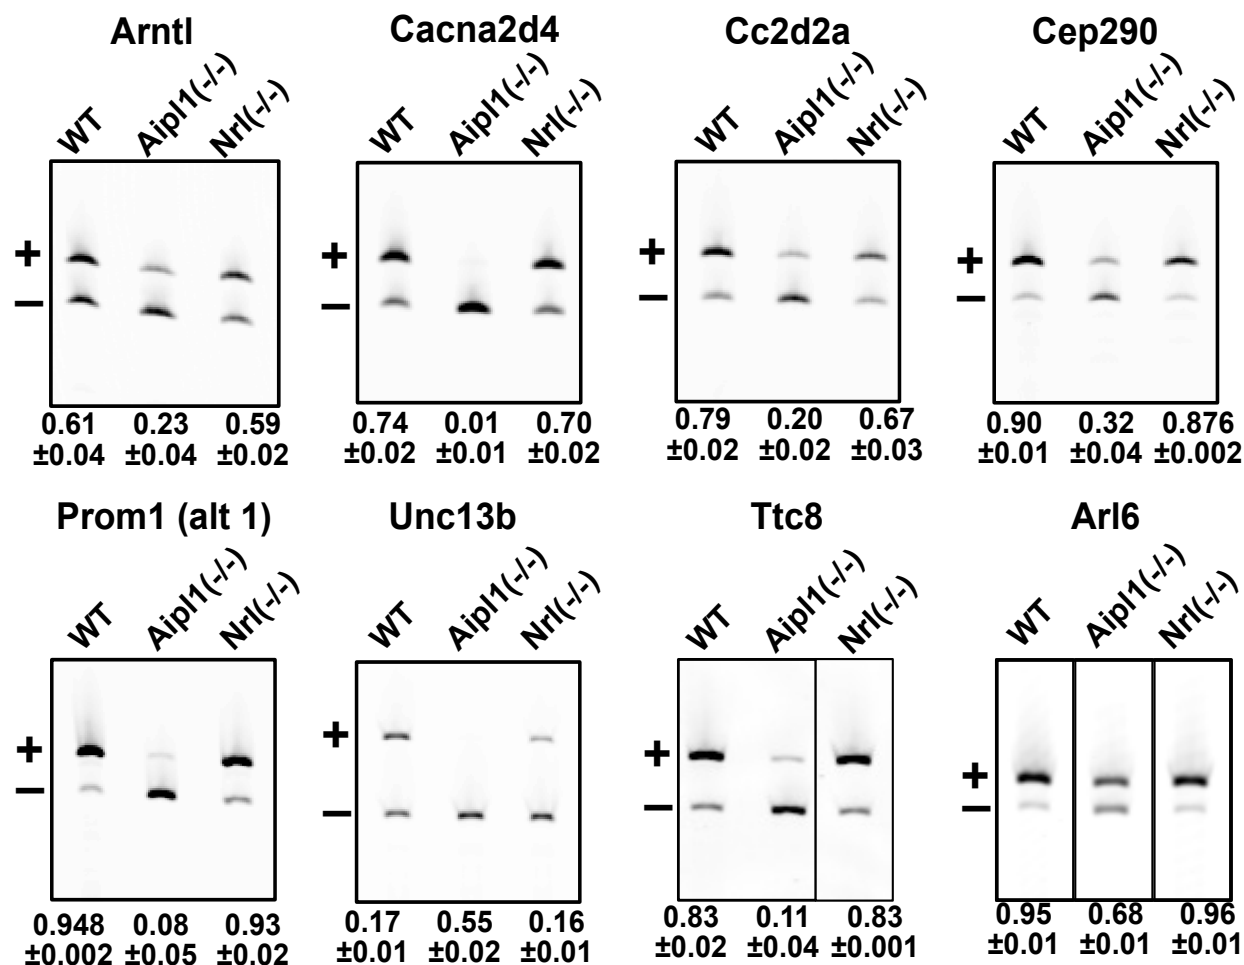 Arntl Cacna2d4 Cc2d2a Cep290
WT Aipl1(-/-) Nrl(-/-) WT Aipl1(-/-) Nrl(-/-) WT Aipl1(-/-) Nrl(-/-) WT Aipl1(-/-) Nrl(-/-)
+ + + +
− − − −
0.61 0.23 0.59 0.74 0.01 0.70 0.79 0.20 0.67 0.90 0.32 0.876
±0.04 ±0.04 ±0.02 ±0.02 ±0.01 ±0.02 ±0.02 ±0.02 ±0.03 ±0.01 ±0.04 ±0.002
Prom1 (alt 1) Unc13b Ttc8 Arl6
WT Aipl1(-/-) Nrl(-/-) WT Aipl1(-/-) Nrl(-/-) WT Aipl1(-/-) Nrl(-/-) WT Aipl1(-/-) Nrl(-/-)
+ + + +
− − − −
0.948 0.08 0.93 0.17 0.55 0.16 0.83 0.11 0.83 0.95 0.68 0.96
±0.002 ±0.05 ±0.02 ±0.01 ±0.02 ±0.01 ±0.02 ±0.04 ±0.001 ±0.01 ±0.01 ±0.01